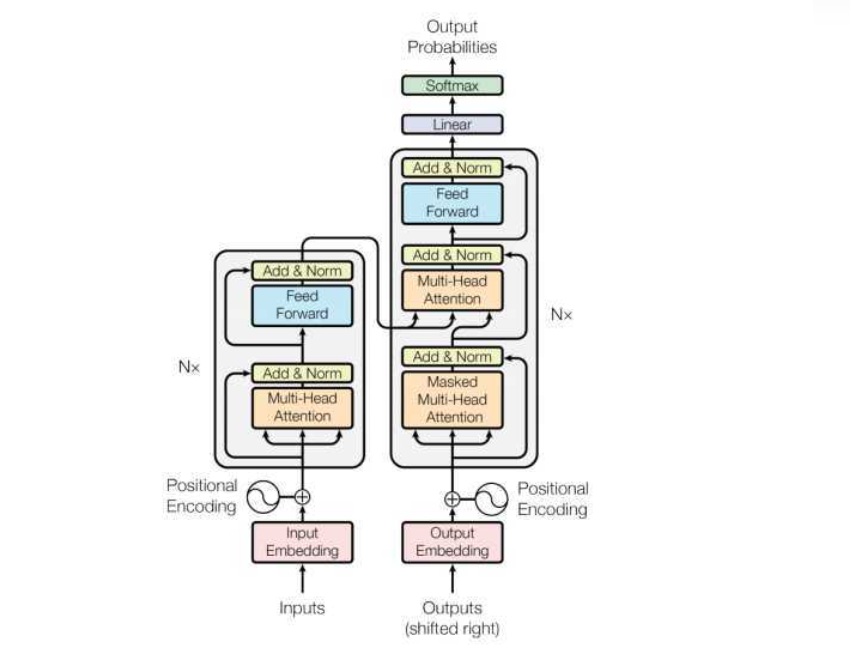 Output
Probabilities
Softmax
Linear
Add & Norm
Feed
Forward
Add & Norm
Multi-Head
Attention
Add & Norm
Masked
Multi-Head
Attention
Nx
Add & Norm
Feed
Forward
Add & Norm
Multi-Head
Attention
Nx
Positional
Encoding
Positional
Encoding
Input
Embedding
Output
Embedding
Inputs
Outputs
(shifted right)